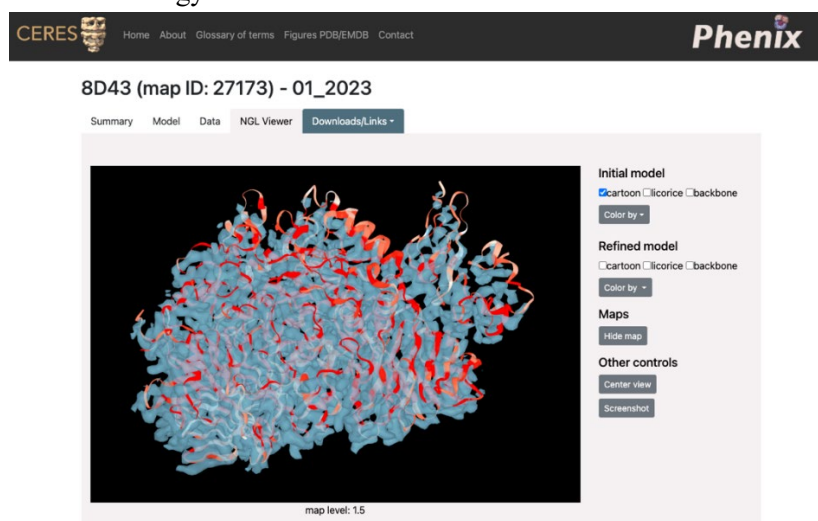 CERES Home About Glossary of terms Figures PDB/EMDB Contact Phenix
8D43 (map ID: 27173) - 01_2023
Summary Model Data NGL Viewer Downloads/Links
Initial model
cartoon licorice backbone
Color by
Refined model
cartoon licorice backbone
Color by
Maps
Hide map
Other controls
Center view
Screenshot
map level: 1.5